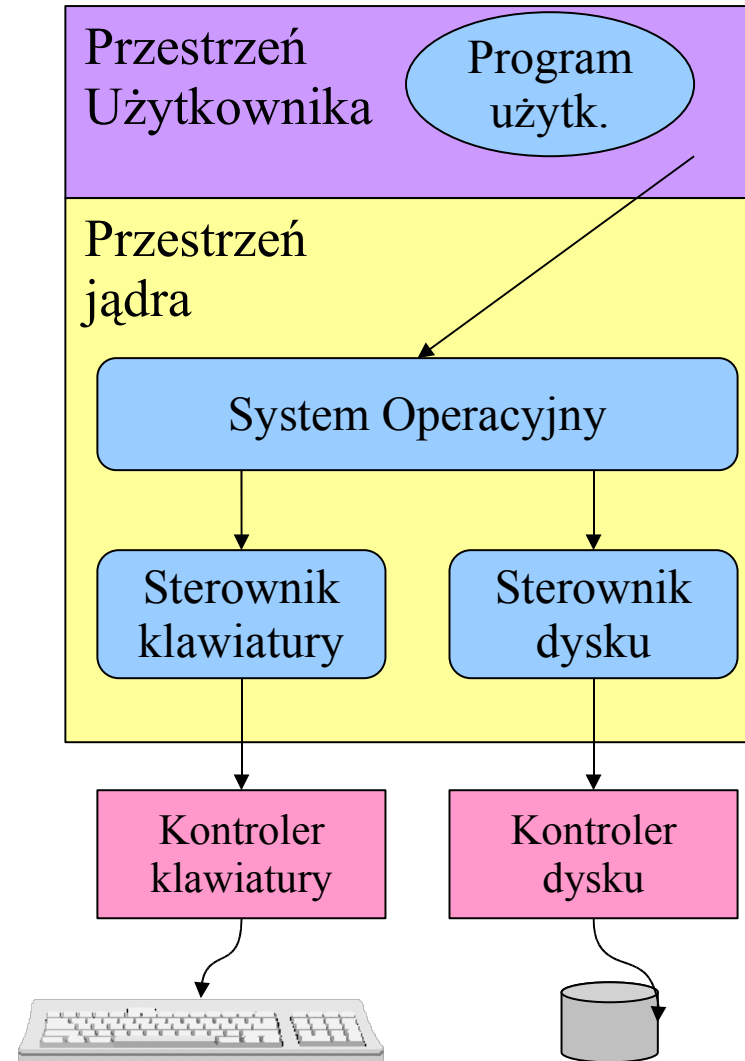 Przestrzeń
Użytkownika
Program
użytk.
Przestrzeń
jądra
System Operacyjny
Sterownik
klawiatury
Sterownik
dysku
Kontroler
klawiatury
Kontroler
dysku